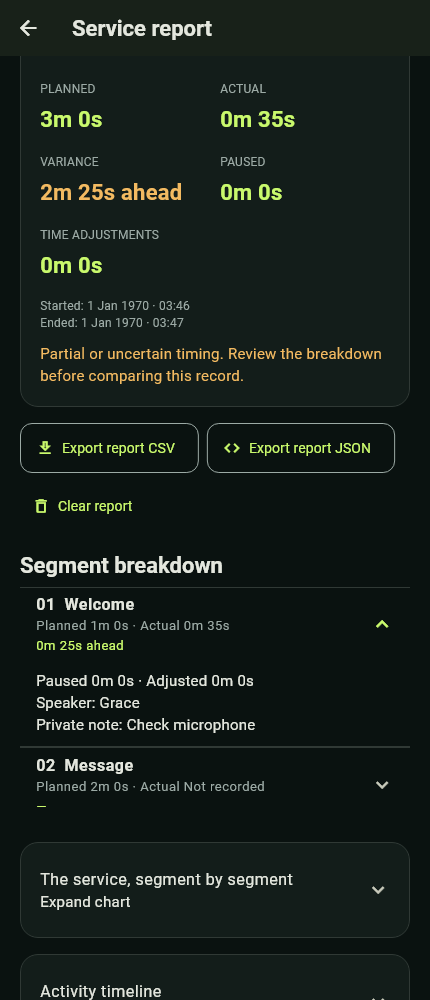 Service report
PLANNED
ACTUAL
3m 0s
0m 35s
VARIANCE
PAUSED
2m 25s ahead
0m 0s
TIME ADJUSTMENTS
0m 0s
Started: 1 Jan 1970 · 03:46
Ended: 1 Jan 1970 · 03:47
Partial or uncertain timing. Review the breakdown
before comparing this record.
Export report CSV
Export report JSON
Clear report
Segment breakdown
01 Welcome
Planned 1m 0s · Actual 0m 35s
0m 25s ahead
Paused 0m 0s · Adjusted 0m 0s
Speaker: Grace
Private note: Check microphone
02 Message
Planned 2m 0s · Actual Not recorded
—
The service, segment by segment
Expand chart
Activity timeline